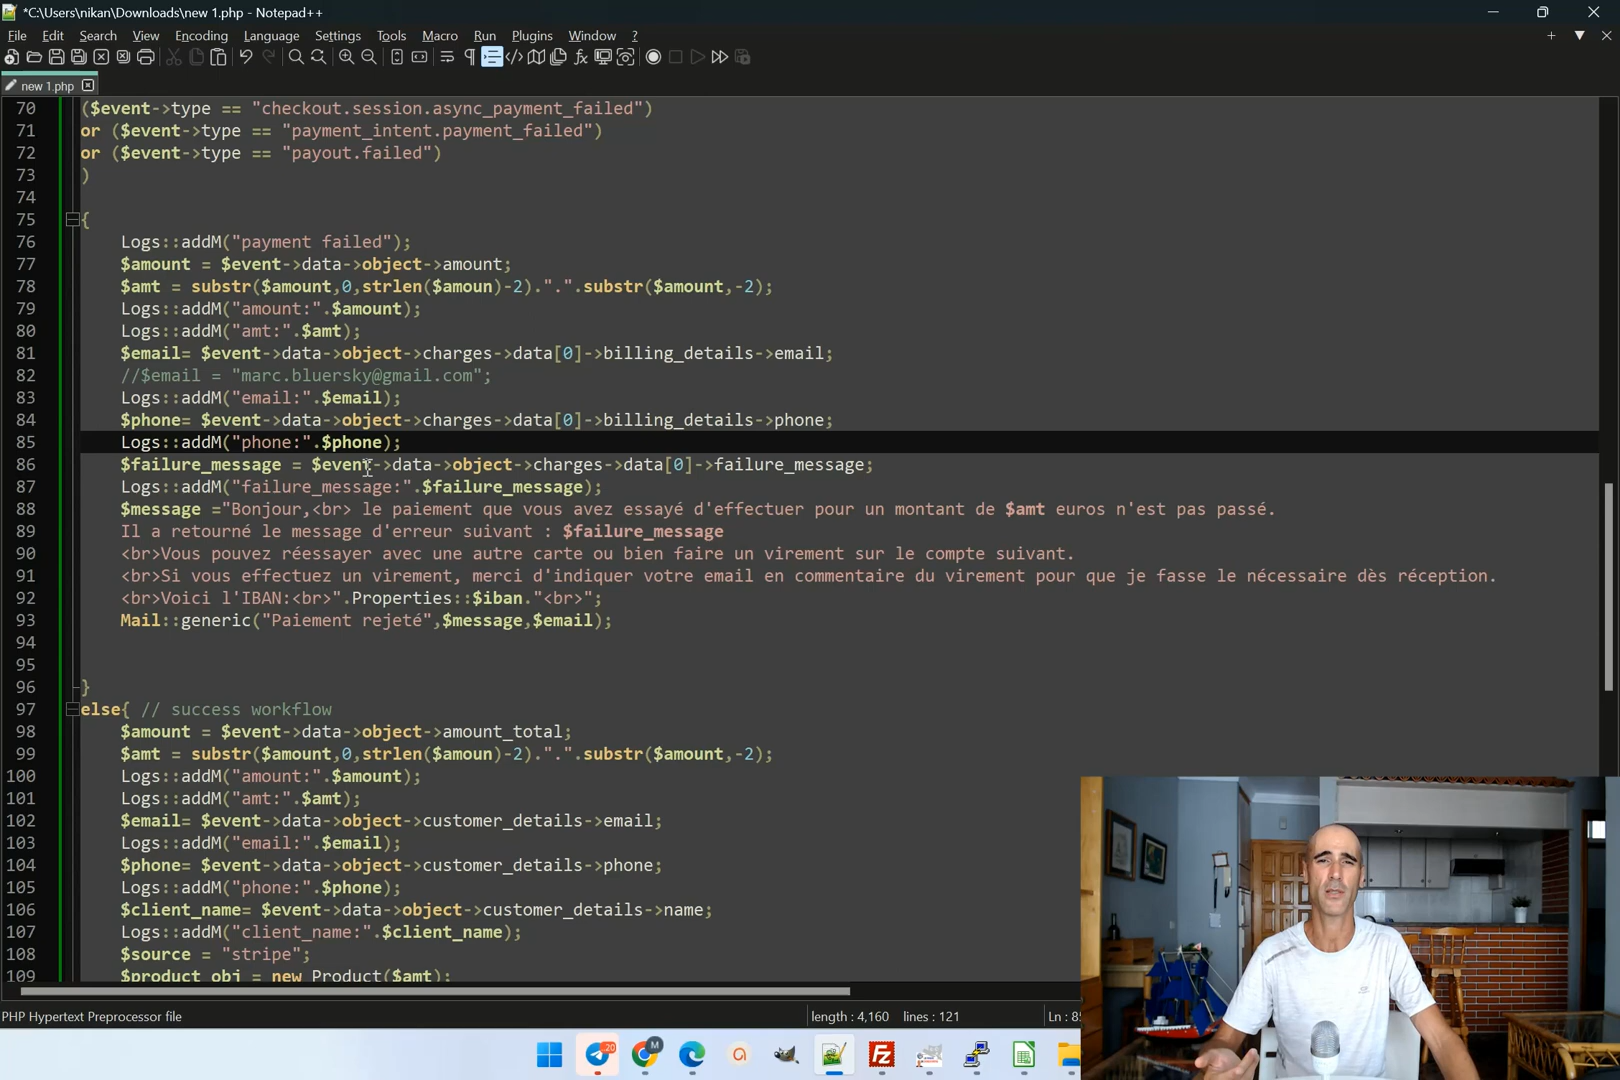 *C:\Users\nikan\Downloads\new 1.php - Notepad++
File Edit Search View Encoding Language Settings Tools Macro Run Plugins Window ?
new 1.php
70 ($event->type == "checkout.session.async_payment_failed")
71 or ($event->type == "payment_intent.payment_failed")
72 or ($event->type == "payout.failed")
73 )
74
75 {
76 Logs::addM("payment failed");
77 $amount = $event->data->object->amount;
78 $amt = substr($amount,0,strlen($amoun)-2).".".substr($amount,-2);
79 Logs::addM("amount:".$amount);
80 Logs::addM("amt:".$amt);
81 $email= $event->data->object->charges->data[0]->billing_details->email;
82 //$email = "marc.bluersky@gmail.com";
83 Logs::addM("email:".$email);
84 $phone= $event->data->object->charges->data[0]->billing_details->phone;
85 Logs::addM("phone:".$phone);
86 $failure_message = $event->data->object->charges->data[0]->failure_message;
87 Logs::addM("failure_message:".$failure_message);
88 $message ="Bonjour,<br> le paiement que vous avez essayé d'effectuer pour un montant de $amt euros n'est pas passé.
89 Il a retourné le message d'erreur suivant : $failure_message
90 <br>Vous pouvez réessayer avec une autre carte ou bien faire un virement sur le compte suivant.
91 <br>Si vous effectuez un virement, merci d'indiquer votre email en commentaire du virement pour que je fasse le nécessaire dès réception.
92 <br>Voici l'IBAN:<br>".Properties::$iban."<br>";
93 Mail::generic("Paiement rejeté",$message,$email);
94
95
96 }
97 else{ // success workflow
98 $amount = $event->data->object->amount_total;
99 $amt = substr($amount,0,strlen($amoun)-2).".".substr($amount,-2);
100 Logs::addM("amount:".$amount);
101 Logs::addM("amt:".$amt);
102 $email= $event->data->object->customer_details->email;
103 Logs::addM("email:".$email);
104 $phone= $event->data->object->customer_details->phone;
105 Logs::addM("phone:".$phone);
106 $client_name= $event->data->object->customer_details->name;
107 Logs::addM("client_name:".$client_name);
108 $source = "stripe";
109 $product_obj = new Product($amt);
PHP Hypertext Preprocessor file length : 4,160 lines : 121 Ln : 85
20 M